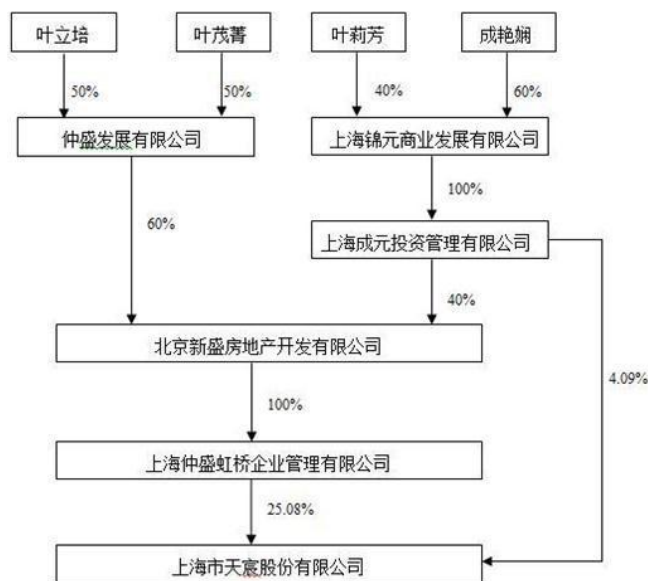 叶立培
叶茂菁
叶莉芳
成艳娴
50%
50%
40%
60%
仲盛发展有限公司
上海锦元商业发展有限公司
100%
60%
上海成元投资管理有限公司
40%
北京新盛房地产开发有限公司
4.09%
100%
上海仲盛虹桥企业管理有限公司
25.08%
上海市天宸股份有限公司